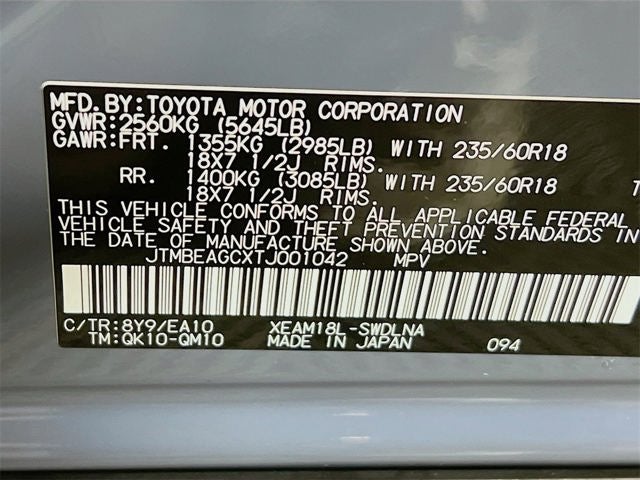 MFD.BY:TOYOTA MOTOR CORPORATION
GVWR:2560KG (5645LB)
GAWR:FRT. 1355KG (2985LB) WITH 235/60R18
18X7 1/2J RIMS.
RR. 1400KG (3085LB) WITH 235/60R18
18X7 1/2J RIMS.
THIS VEHICLE CONFORMS TO ALL APPLICABLE FEDERAL
VEHICLE SAFETY AND THEFT PREVENTION STANDARDS IN
THE DATE OF MANUFACTURE SHOWN ABOVE.
JTMBEAGCXTJ001042 MPV
C/TR:8Y9/EA10 XEAM18L-SWDLNA
TM:QK10-QM10 MADE IN JAPAN 094